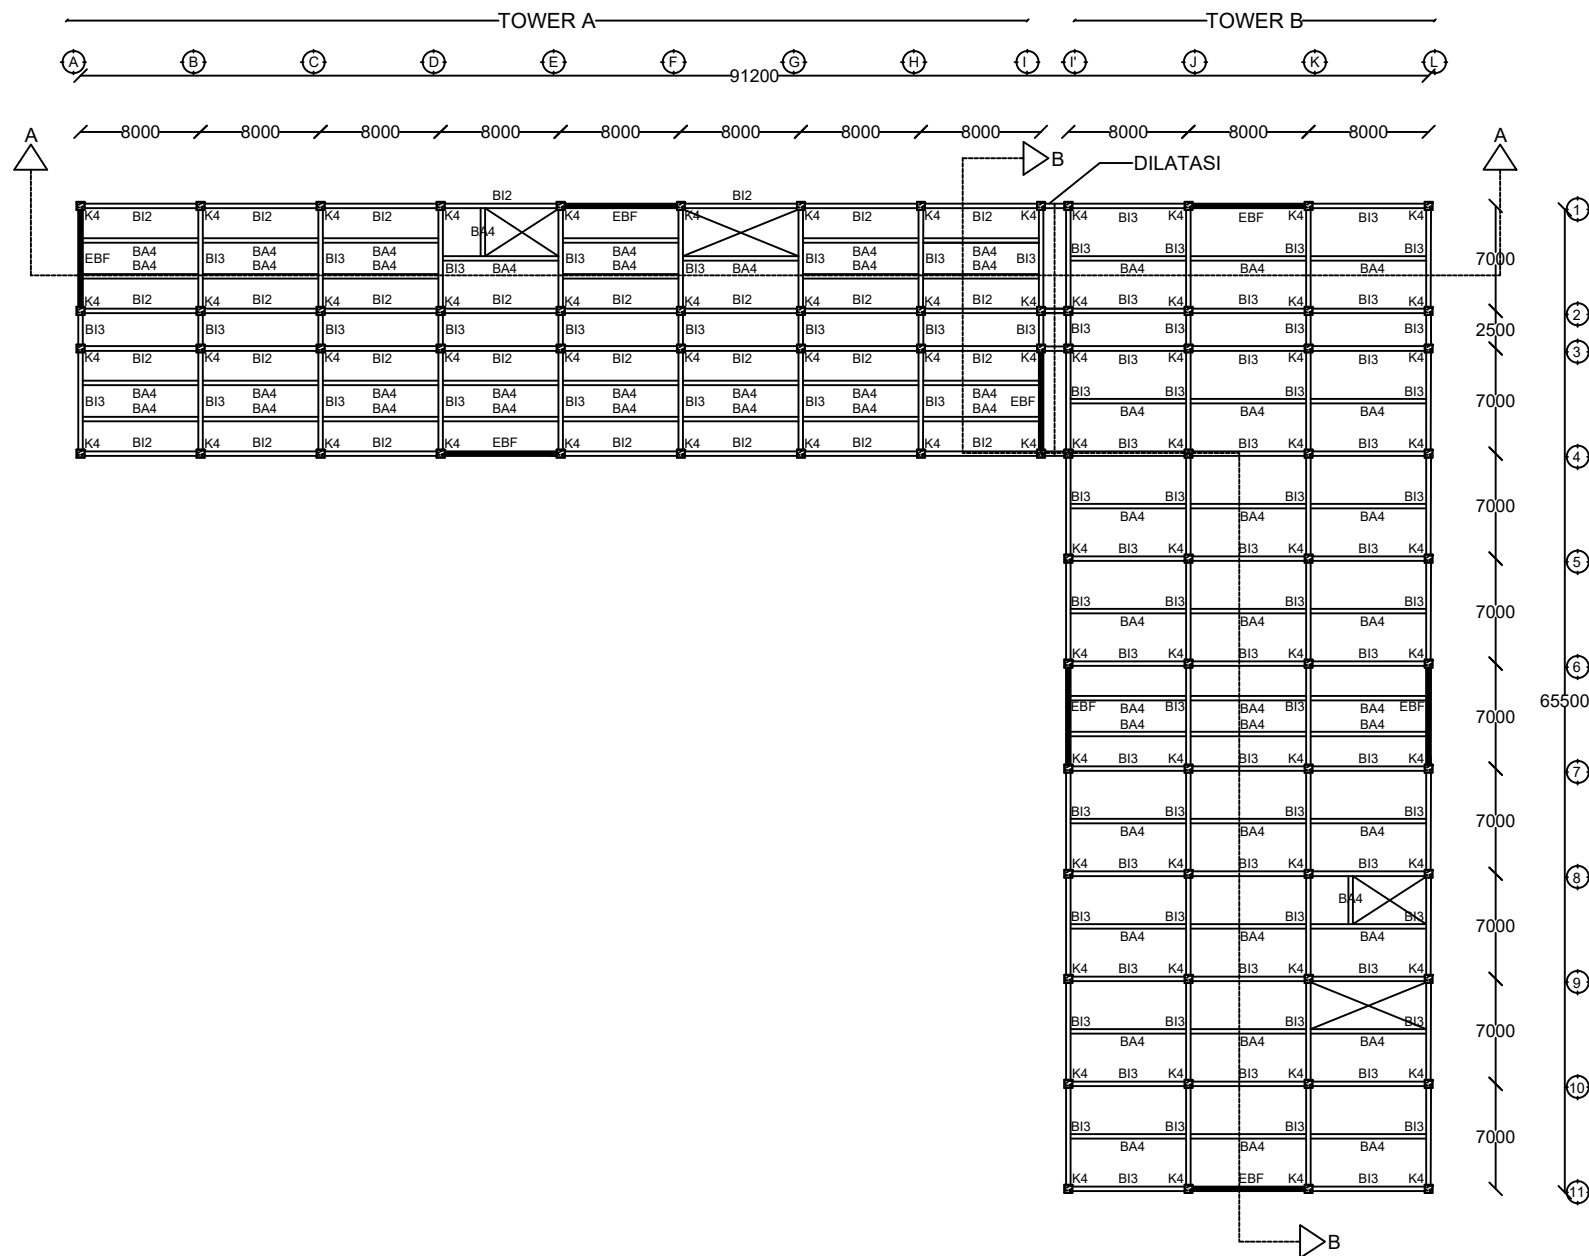 TOWER A TOWER B
A B C D E F G H I I' J K L
91200
8000 8000 8000 8000 8000 8000 8000 8000 8000 8000 8000
A B DILATASI A
BI2 BI2
K4 BI2 K4 BI2 K4 BI2 K4 K4 EBF K4 K4 BI2 K4 BI2 K4 K4 BI3 K4 EBF K4 BI3 K4 1
BA4
BA4 BA4 BA4 BA4 BA4 BA4 BI3 BI3 BI3 BI3
EBF BI3 BI3 BI3 BI3 BI3 BI3 7000
BA4 BA4 BA4 BI3 BA4 BA4 BI3 BA4 BA4 BA4 BA4 BA4 BA4
K4 BI2 K4 BI2 K4 BI2 K4 BI2 K4 BI2 K4 BI2 K4 BI2 K4 BI2 K4 K4 BI3 K4 BI3 K4 BI3 K4 2
BI3 BI3 BI3 BI3 BI3 BI3 BI3 BI3 BI3 BI3 BI3 BI3 BI3 2500
K4 BI2 K4 BI2 K4 BI2 K4 BI2 K4 BI2 K4 BI2 K4 BI2 K4 BI2 K4 K4 BI3 K4 BI3 K4 BI3 K4 3
BA4 BA4 BA4 BA4 BA4 BA4 BA4 BA4 BI3 BI3 BI3 BI3
BI3 BI3 BI3 BI3 BI3 BI3 BI3 BI3 EBF 7000
BA4 BA4 BA4 BA4 BA4 BA4 BA4 BA4 BA4 BA4 BA4
K4 BI2 K4 BI2 K4 BI2 K4 EBF K4 BI2 K4 BI2 K4 BI2 K4 BI2 K4 K4 BI3 K4 BI3 K4 BI3 K4 4
BI3 BI3 BI3 BI3 7000
BA4 BA4 BA4
K4 BI3 K4 BI3 K4 BI3 K4 5
BI3 BI3 BI3 BI3 7000
BA4 BA4 BA4
K4 BI3 K4 BI3 K4 BI3 K4 6
65500
EBF BA4 BI3 BA4 BI3 BA4 EBF 7000
BA4 BA4 BA4
K4 BI3 K4 BI3 K4 BI3 K4 7
BI3 BI3 BI3 BI3 7000
BA4 BA4 BA4
K4 BI3 K4 BI3 K4 BI3 K4 8
BA4
BI3 BI3 BI3 BI3 7000
BA4 BA4 BA4
K4 BI3 K4 BI3 K4 BI3 K4 9
BI3 BI3 BI3 BI3 7000
BA4 BA4 BA4
K4 BI3 K4 BI3 K4 BI3 K4 10
BI3 BI3 BI3 BI3 7000
BA4 BA4 BA4
K4 BI3 K4 EBF K4 BI3 K4 11
B